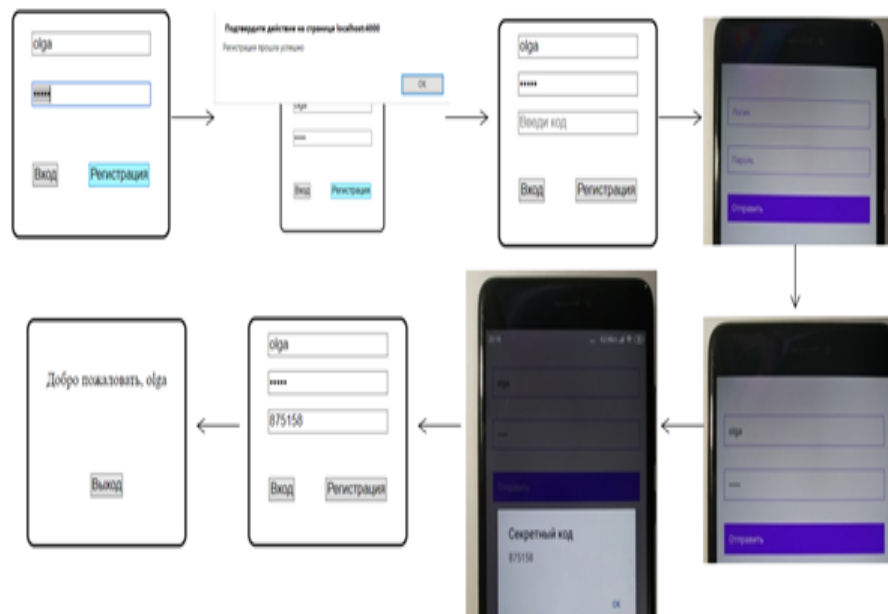 olga
•••••
Вход Регистрация
Подтвердите действие на странице localhost:4000
Регистрация прошла успешно
OK
olga
Вход Регистрация
olga
•••••
Введи код
Вход Регистрация
Логин
Пароль
Отправить
olga
Отправить
olga
Отправить
Секретный код
875158
OK
olga
•••••
875158
Вход Регистрация
Добро пожаловать, olga
Выход